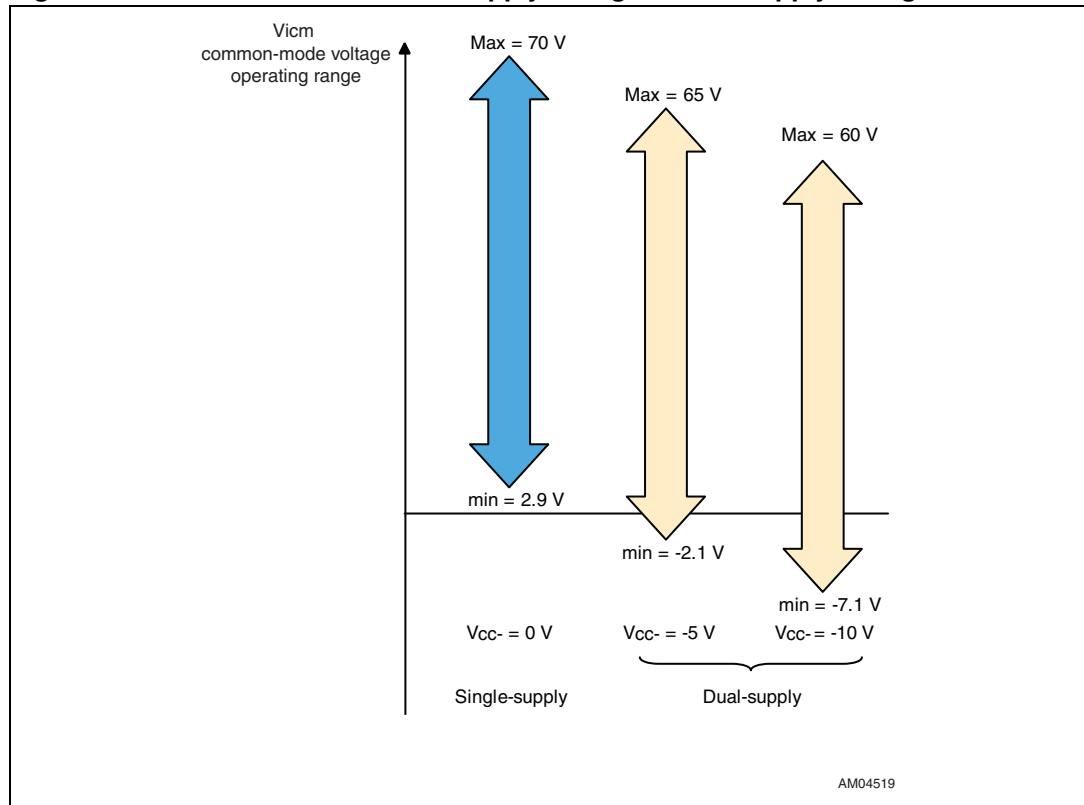 Vicm
common-mode voltage
operating range
Max = 70 V
Max = 65 V
Max = 60 V
min = 2.9 V
min = -2.1 V
min = -7.1 V
Vcc- = 0 V
Vcc- = -5 V
Vcc- = -10 V
Single-supply
Dual-supply
AM04519